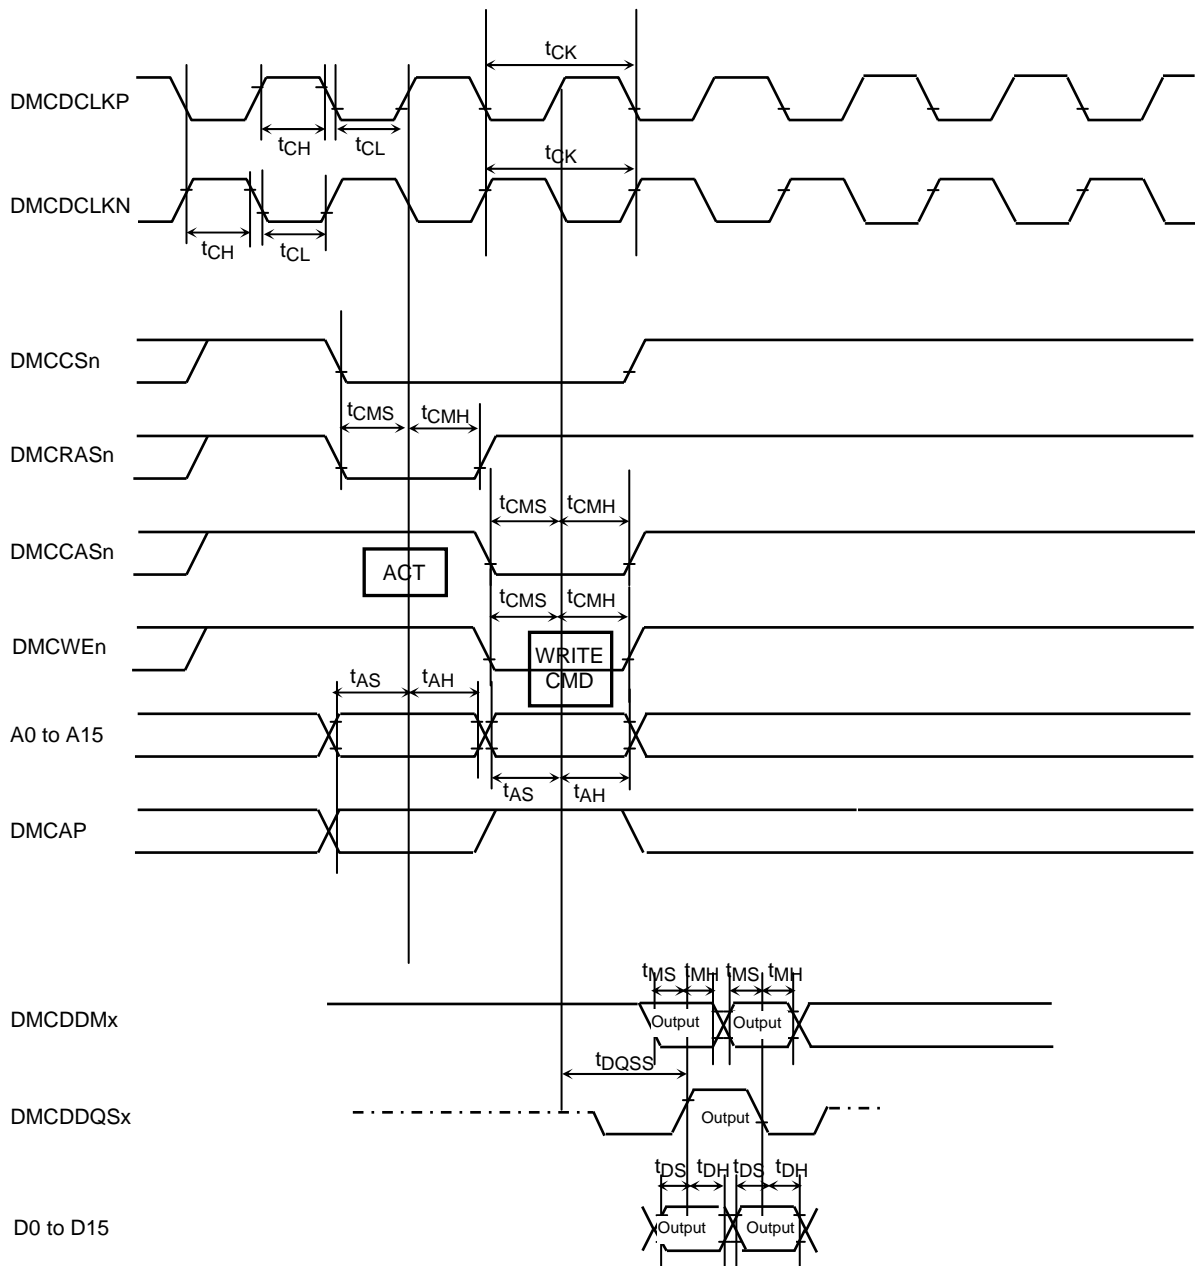 tCK
DMCDCLKP
tCH tCL
tCK
DMCDCLKN
tCH tCL
DMCCSn
tCMS tCMH
DMCRASn
tCMS tCMH
DMCCASn
ACT
tCMS tCMH
DMCWEn
WRITE
CMD
tAS tAH
A0 to A15
tAS tAH
DMCAP
tMS tMH tMS tMH
DMCDDMx
Output Output
tDQSS
DMCDDQSx
Output
tDS tDH tDS tDH
D0 to D15
Output Output